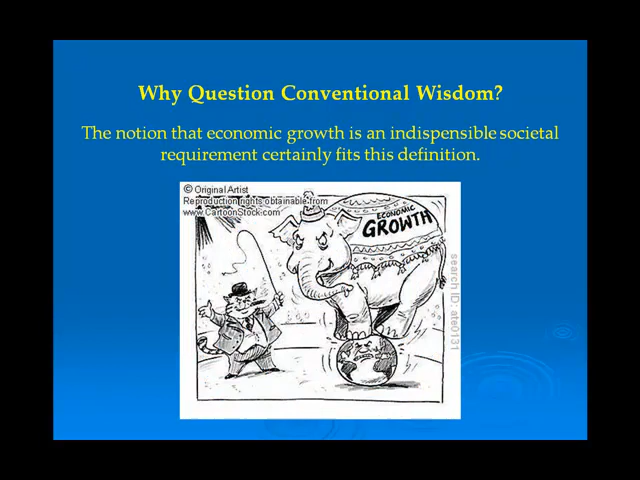 Why Question Conventional Wisdom?
The notion that economic growth is an indispensible societal
requirement certainly fits this definition.
© Original Artist
Reproduction rights obtainable from
www.CartoonStock.com
ECONOMIC
GROWTH
search ID: ate0131